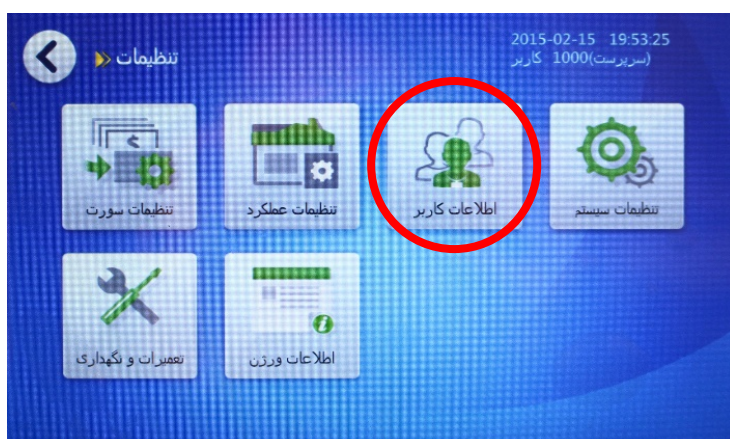 تنظیمات
2015-02-15 19:53:25
(سرپرست)1000 کاربر
تنظیمات سیستم
اطلاعات کاربر
تنظیمات عملکرد
تنظیمات سورت
اطلاعات ورژن
تعمیرات و نگهداری